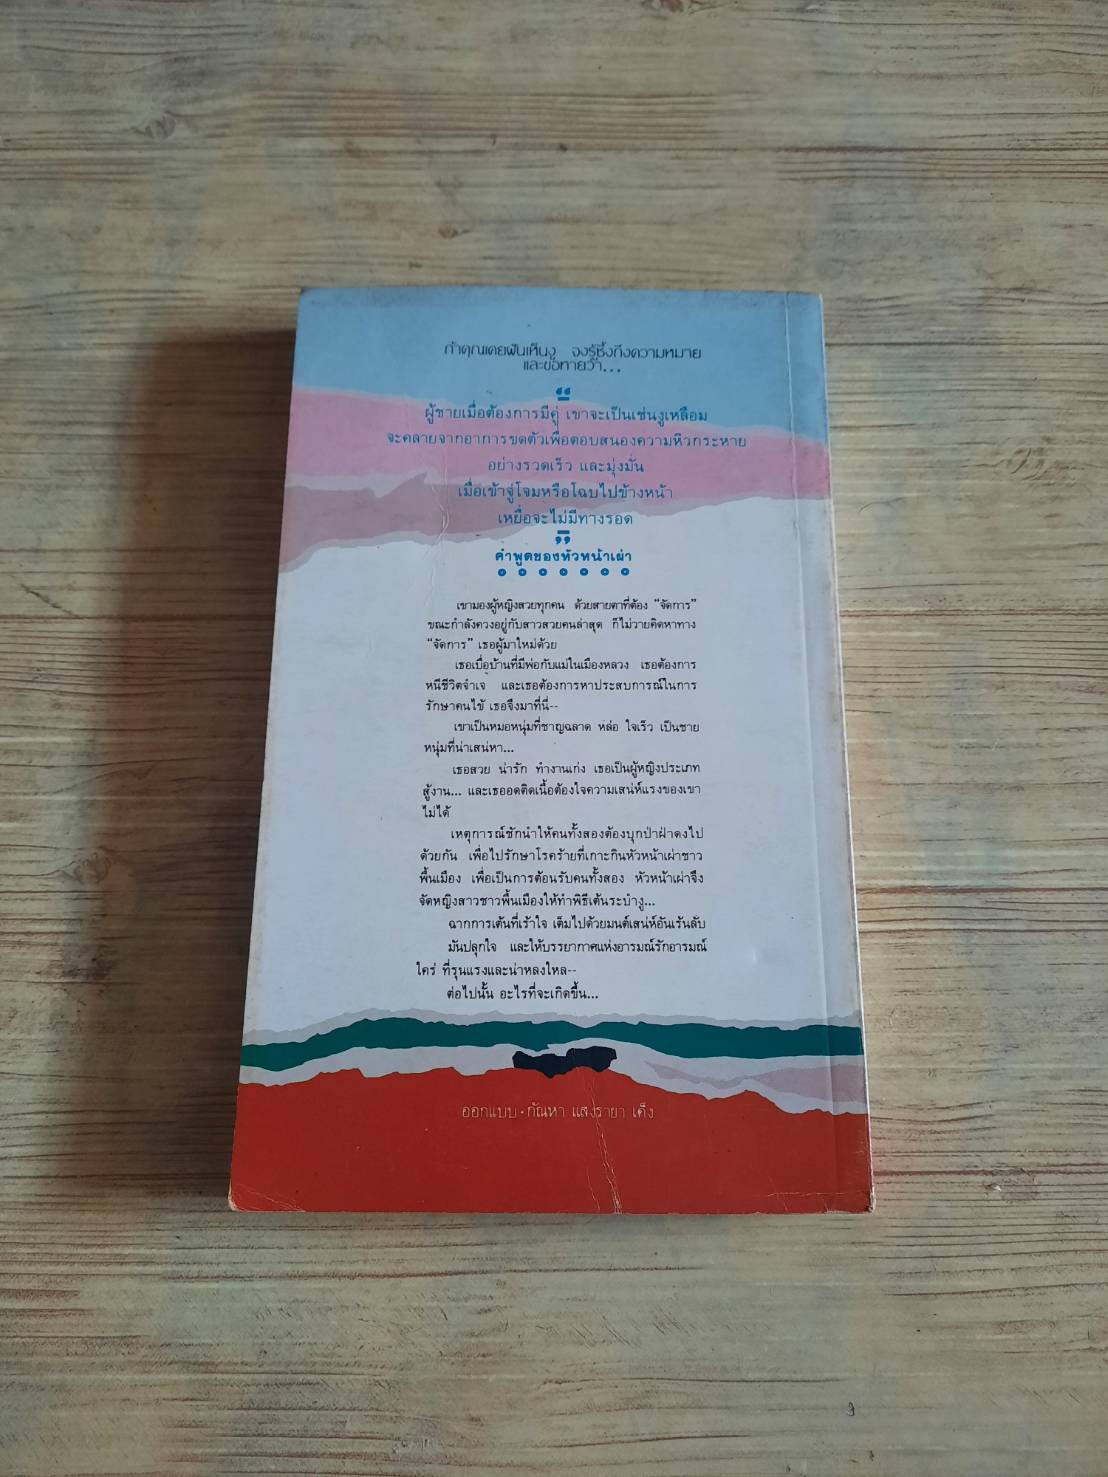 ถ้าคุณเคยฝันเห็นงู จงรู้ซึ้งถึงความหมาย
และขอทายว่า...
“
ผู้ชายเมื่อต้องการมีคู่ เขาจะเป็นเช่นงูเหลือม
จะคลายจากอาการขดตัวเพื่อตอบสนองความหิวกระหาย
อย่างรวดเร็ว และมุ่งมั่น
เมื่อเข้าจู่โจมหรือโฉบไปข้างหน้า
เหยื่อจะไม่มีทางรอด
”
คำพูดของหัวหน้าเผ่า
เขามองผู้หญิงสวยทุกคน ด้วยสายตาที่ต้อง “จัดการ”
ขณะกำลังควงอยู่กับสาวสวยคนล่าสุด ก็ไม่วายคิดหาทาง
“จัดการ” เธอผู้มาใหม่ด้วย
เธอเบื่อบ้านที่มีพ่อกับแม่ในเมืองหลวง เธอต้องการ
หนีชีวิตจำเจ และเธอต้องการหาประสบการณ์ในการ
รักษาคนไข้ เธอจึงมาที่นี่--
เขาเป็นหมอหนุ่มที่ชาญฉลาด หล่อ ใจเร็ว เป็นชาย
หนุ่มที่น่าเสน่หา...
เธอสวย น่ารัก ทำงานเก่ง เธอเป็นผู้หญิงประเภท
สู้งาน... และเธออดติดเนื้อต้องใจความเสน่ห์แรงของเขา
ไม่ได้
เหตุการณ์ชักนำให้คนทั้งสองต้องบุกป่าฝ่าดงไป
ด้วยกัน เพื่อไปรักษาโรคร้ายที่เกาะกินหัวหน้าเผ่าชาว
พื้นเมือง เพื่อเป็นการต้อนรับคนทั้งสอง หัวหน้าเผ่าจึง
จัดหญิงสาวชาวพื้นเมืองให้ทำพิธีเต้นระบำงู...
ฉากการเต้นที่เร้าใจ เต็มไปด้วยมนต์เสน่ห์อันเร้นลับ
มันปลุกใจ และให้บรรยากาศแห่งอารมณ์รักอารมณ์
ใคร่ ที่รุนแรงและน่าหลงใหล--
ต่อไปนั้น อะไรที่จะเกิดขึ้น...
ออกแบบ • กัณหา แสงรายา เค็ง